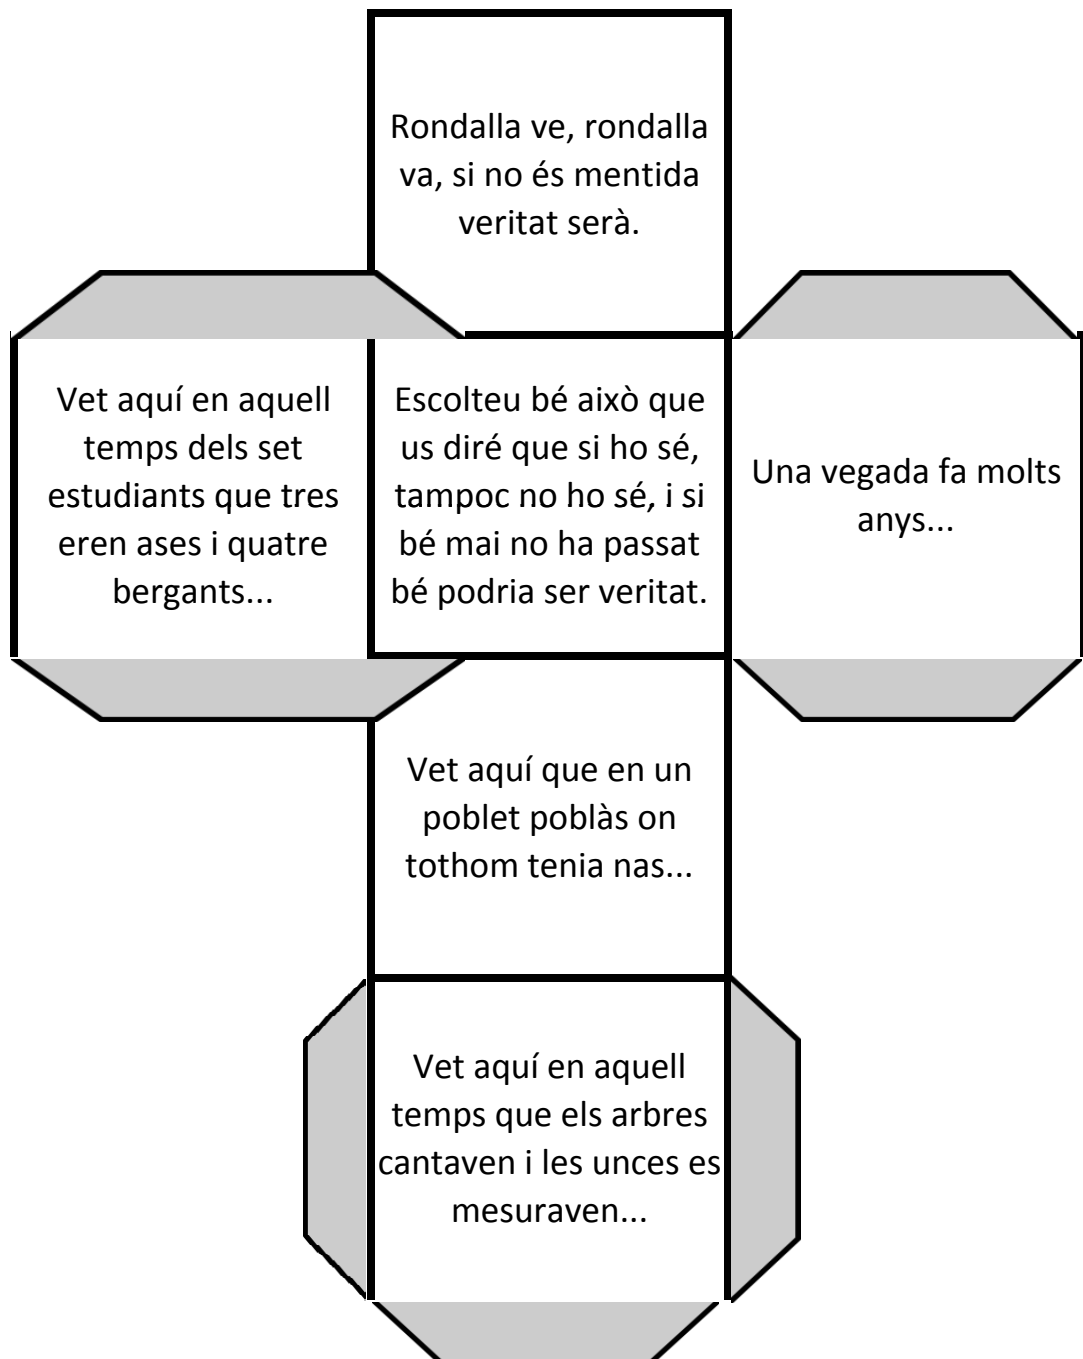 Rondalla ve, rondalla
va, si no és mentida
veritat serà.
Vet aquí en aquell
temps dels set
estudiants que tres
eren ases i quatre
bergants...
Escolteu bé això que
us diré que si ho sé,
tampoc no ho sé, i si
bé mai no ha passat
bé podria ser veritat.
Una vegada fa molts
anys...
Vet aquí que en un
poblet poblàs on
tothom tenia nas...
Vet aquí en aquell
temps que els arbres
cantaven i les unces es
mesuraven...